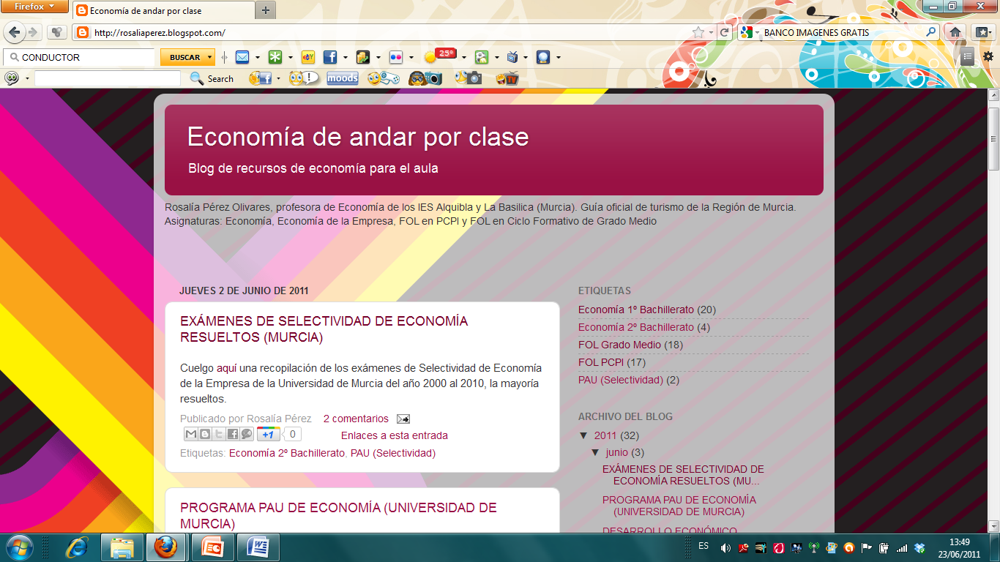 Firefox
Economía de andar por clase
http://rosaliaperez.blogspot.com/
BANCO IMAGENES GRATIS
CONDUCTOR
BUSCAR
25°
Search
moods
Economía de andar por clase
Blog de recursos de economía para el aula
Rosalía Pérez Olivares, profesora de Economía de los IES Alquibla y La Basilica (Murcia). Guía oficial de turismo de la Región de Murcia.
Asignaturas: Economía, Economía de la Empresa, FOL en PCPI y FOL en Ciclo Formativo de Grado Medio
JUEVES 2 DE JUNIO DE 2011
EXÁMENES DE SELECTIVIDAD DE ECONOMÍA
RESUELTOS (MURCIA)
Cuelgo aquí una recopilación de los exámenes de Selectividad de Economía
de la Empresa de la Universidad de Murcia del año 2000 al 2010, la mayoría
resueltos.
Publicado por Rosalía Pérez 2 comentarios
+1 0 Enlaces a esta entrada
Etiquetas: Economía 2º Bachillerato, PAU (Selectividad)
PROGRAMA PAU DE ECONOMÍA (UNIVERSIDAD DE
MURCIA)
ETIQUETAS
Economía 1º Bachillerato (20)
Economía 2º Bachillerato (4)
FOL Grado Medio (18)
FOL PCPI (17)
PAU (Selectividad) (2)
ARCHIVO DEL BLOG
▼ 2011 (32)
▼ junio (3)
EXÁMENES DE SELECTIVIDAD DE
ECONOMÍA RESUELTOS (MU...
PROGRAMA PAU DE ECONOMÍA
(UNIVERSIDAD DE MURCIA)
DESARROLLO ECONÓMICO
ES
13:49
23/06/2011